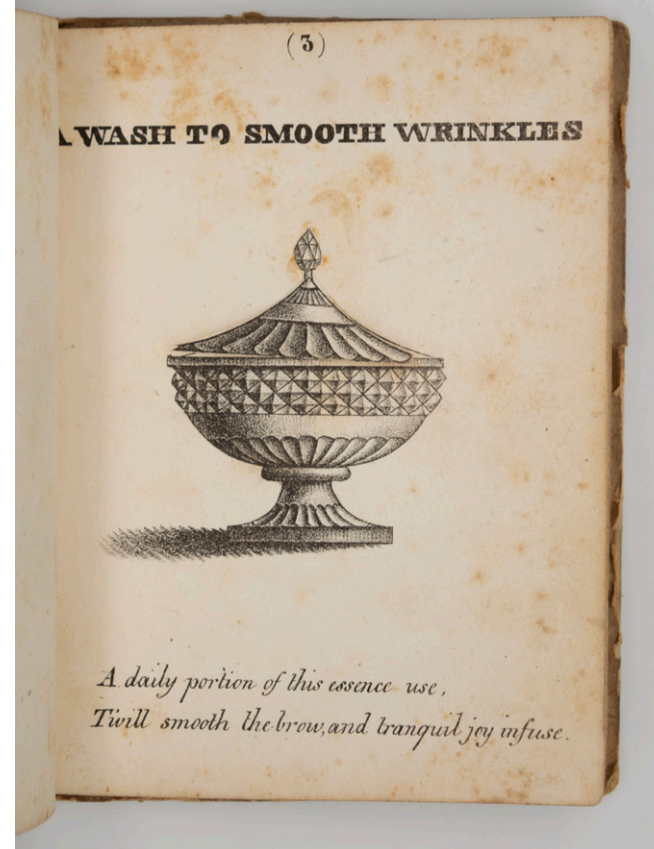 (3)
A WASH TO SMOOTH WRINKLES
A daily portion of this essence use,
Twill smooth the brow, and tranquil joy infuse.